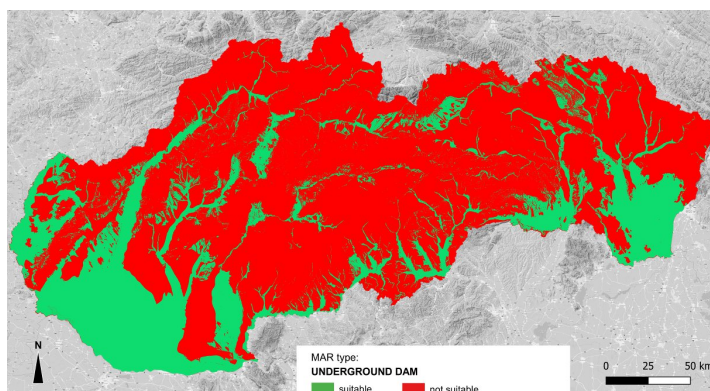 N
MAR type:
UNDERGROUND DAM
suitable not suitable
0 25 50 km